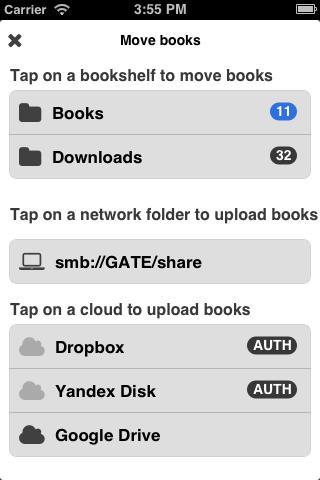 Carrier 3:55 PM
Move books
Tap on a bookshelf to move books
Books 11
Downloads 32
Tap on a network folder to upload books
smb://GATE/share
Tap on a cloud to upload books
Dropbox AUTH
Yandex Disk AUTH
Google Drive